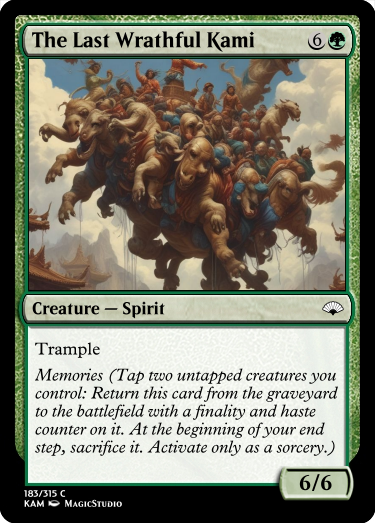 The Last Wrathful Kami 6
Creature — Spirit
Trample
Memories (Tap two untapped creatures you
control: Return this card from the graveyard
to the battlefield with a finality and haste
counter on it. At the beginning of your end
step, sacrifice it. Activate only as a sorcery.)
6/6
183/315 C
KAM MagicStudio